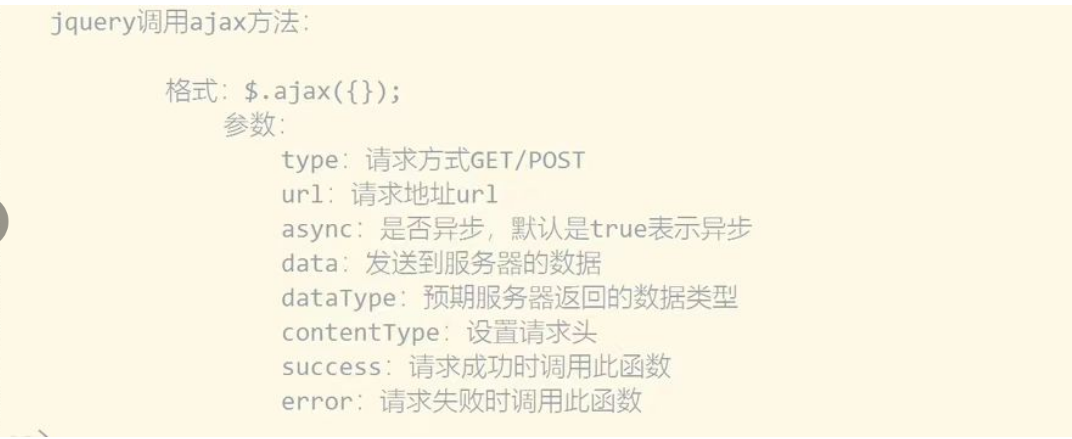 jquery调用ajax方法:
格式: $.ajax({});
参数:
type: 请求方式GET/POST
url: 请求地址url
async: 是否异步, 默认是true表示异步
data: 发送到服务器的数据
dataType: 预期服务器返回的数据类型
contentType: 设置请求头
success: 请求成功时调用此函数
error: 请求失败时调用此函数